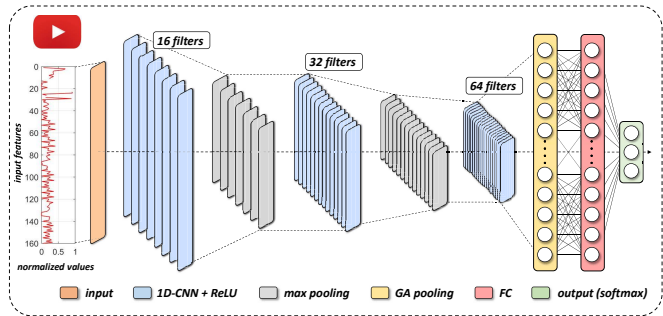 16 filters
32 filters
64 filters
input features
0
20
40
60
80
100
120
140
160
0 0.5 1
normalized values
input
1D-CNN + ReLU
max pooling
GA pooling
FC
output (softmax)